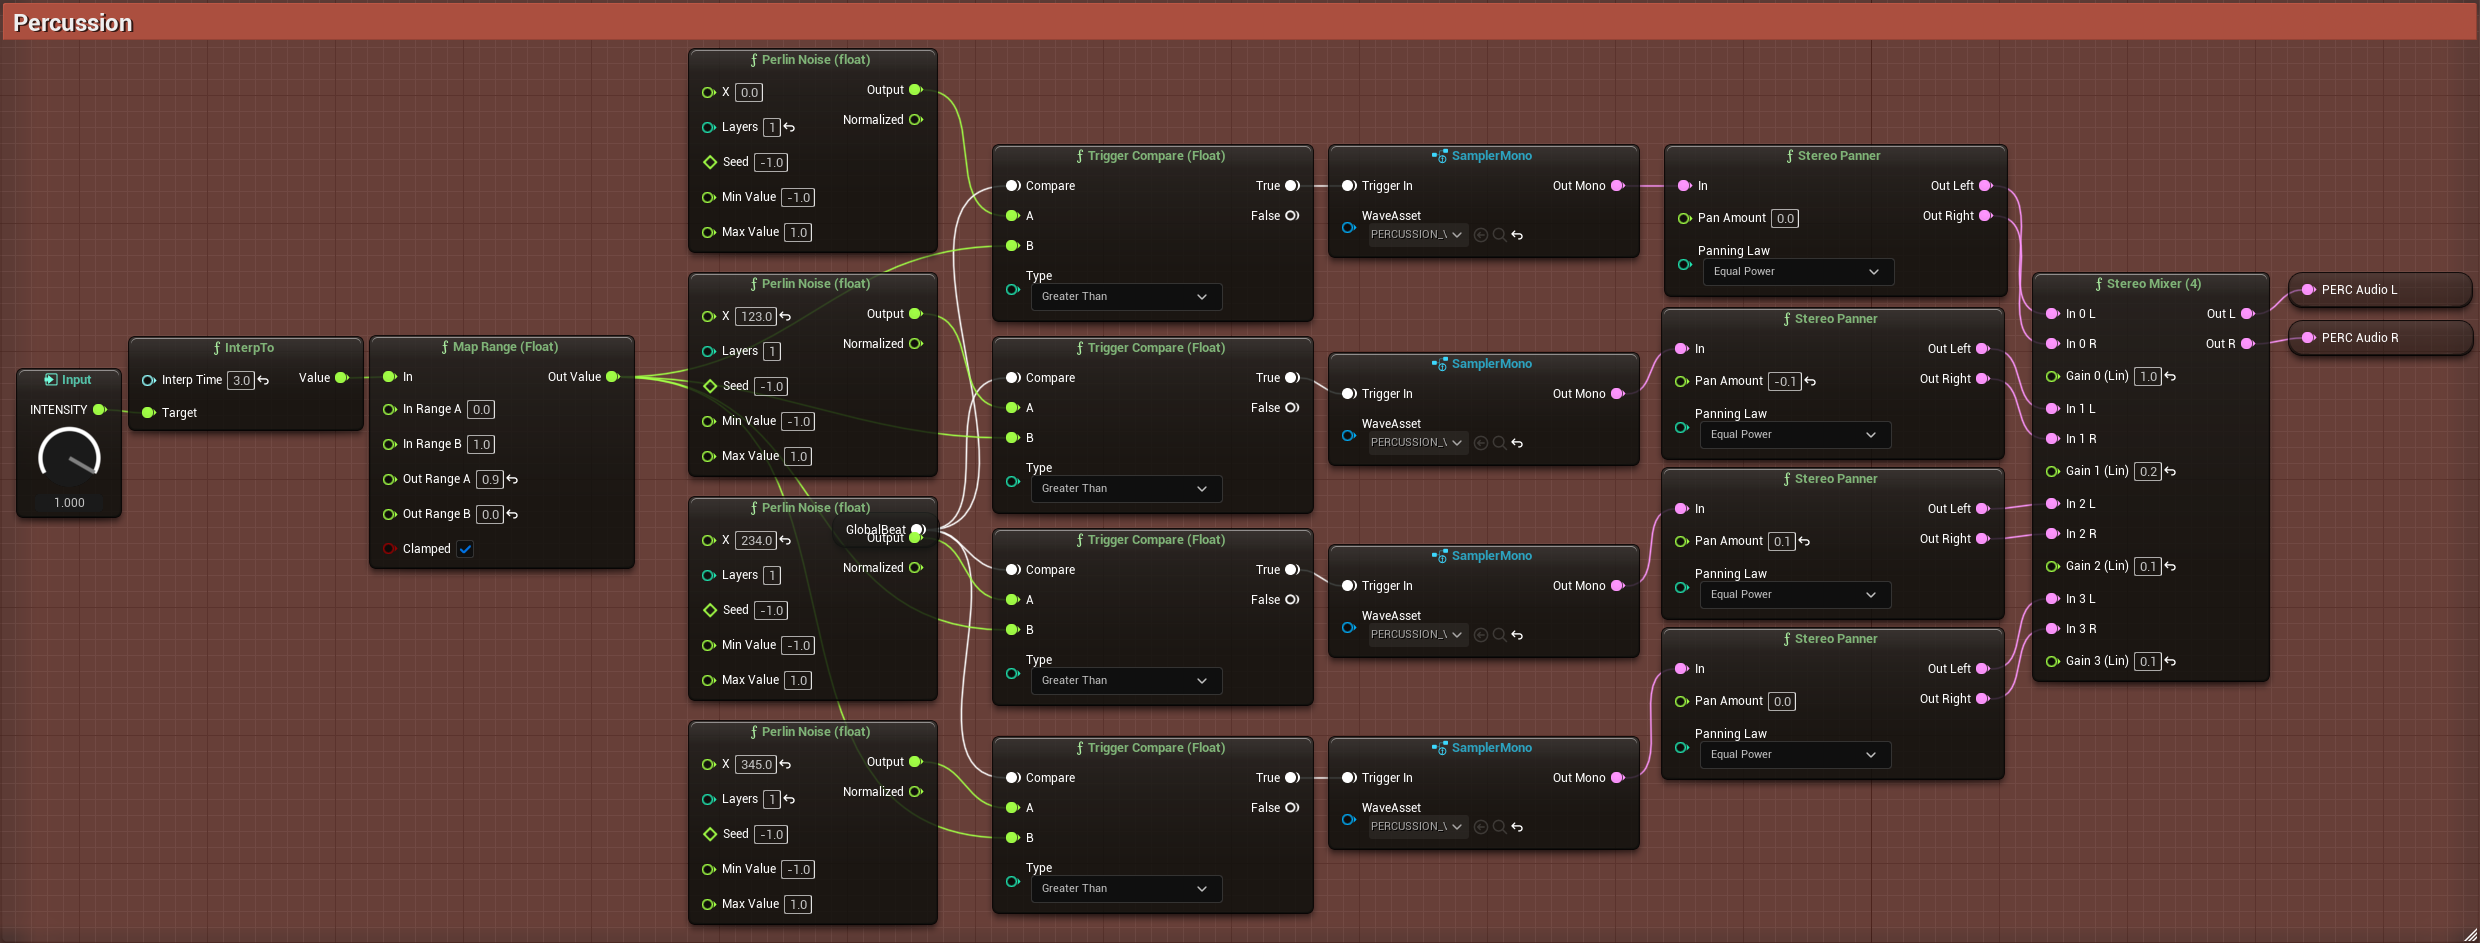 Percussion
Input
INTENSITY
1.000
InterpTo
Interp Time 3.0
Value
Target
Map Range (Float)
In
Out Value
In Range A 0.0
In Range B 1.0
Out Range A 0.9
Out Range B 0.0
Clamped
Perlin Noise (float)
X 0.0
Output
Layers 1
Normalized
Seed -1.0
Min Value -1.0
Max Value 1.0
Perlin Noise (float)
X 123.0
Output
Layers 1
Normalized
Seed -1.0
Min Value -1.0
Max Value 1.0
Perlin Noise (float)
GlobalBeat
X 234.0
Output
Layers 1
Normalized
Seed -1.0
Min Value -1.0
Max Value 1.0
Perlin Noise (float)
X 345.0
Output
Layers 1
Normalized
Seed -1.0
Min Value -1.0
Max Value 1.0
Trigger Compare (Float)
Compare
True
A
False
B
Type
Greater Than
Trigger Compare (Float)
Compare
True
A
False
B
Type
Greater Than
Trigger Compare (Float)
Compare
True
A
False
B
Type
Greater Than
Trigger Compare (Float)
Compare
True
A
False
B
Type
Greater Than
SamplerMono
Trigger In
Out Mono
WaveAsset
PERCUSSION_
SamplerMono
Trigger In
Out Mono
WaveAsset
PERCUSSION_
SamplerMono
Trigger In
Out Mono
WaveAsset
PERCUSSION_
SamplerMono
Trigger In
Out Mono
WaveAsset
PERCUSSION_
Stereo Panner
In
Out Left
Pan Amount 0.0
Out Right
Panning Law
Equal Power
Stereo Panner
In
Out Left
Pan Amount -0.1
Out Right
Panning Law
Equal Power
Stereo Panner
In
Out Left
Pan Amount 0.1
Out Right
Panning Law
Equal Power
Stereo Panner
In
Out Left
Pan Amount 0.0
Out Right
Panning Law
Equal Power
Stereo Mixer (4)
In 0 L
Out L
In 0 R
Out R
Gain 0 (Lin) 1.0
In 1 L
In 1 R
Gain 1 (Lin) 0.2
In 2 L
In 2 R
Gain 2 (Lin) 0.1
In 3 L
In 3 R
Gain 3 (Lin) 0.1
PERC Audio L
PERC Audio R